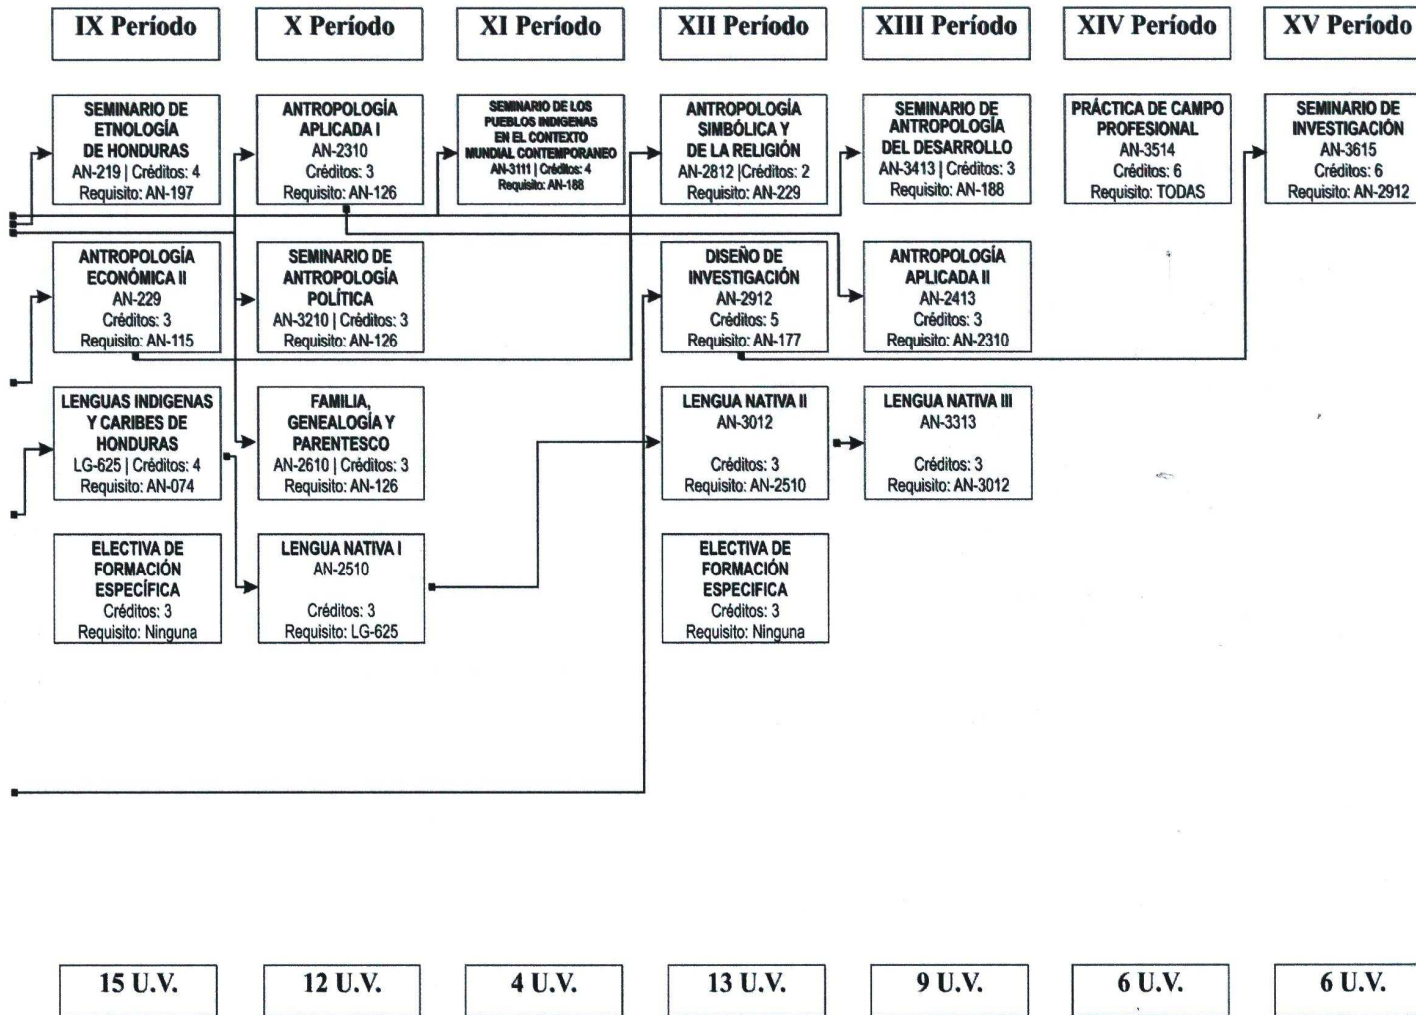 IX Período
X Período
XI Período
XII Período
XIII Período
XIV Período
XV Período
SEMINARIO DE
ETNOLOGÍA
DE HONDURAS
AN-219 | Créditos: 4
Requisito: AN-197
ANTROPOLOGÍA
APLICADA I
AN-2310
Créditos: 3
Requisito: AN-126
SEMINARIO DE LOS
PUEBLOS INDIGENAS
EN EL CONTEXTO
MUNDIAL CONTEMPORANEO
AN-3111 | Créditos: 4
Requisito: AN-188
ANTROPOLOGÍA
SIMBÓLICA Y
DE LA RELIGIÓN
AN-2812 |Créditos: 2
Requisito: AN-229
SEMINARIO DE
ANTROPOLOGÍA
DEL DESARROLLO
AN-3413 | Créditos: 3
Requisito: AN-188
PRÁCTICA DE CAMPO
PROFESIONAL
AN-3514
Créditos: 6
Requisito: TODAS
SEMINARIO DE
INVESTIGACIÓN
AN-3615
Créditos: 6
Requisito: AN-2912
ANTROPOLOGÍA
ECONÓMICA II
AN-229
Créditos: 3
Requisito: AN-115
SEMINARIO DE
ANTROPOLOGÍA
POLÍTICA
AN-3210 | Créditos: 3
Requisito: AN-126
DISEÑO DE
INVESTIGACIÓN
AN-2912
Créditos: 5
Requisito: AN-177
ANTROPOLOGÍA
APLICADA II
AN-2413
Créditos: 3
Requisito: AN-2310
LENGUAS INDIGENAS
Y CARIBES DE
HONDURAS
LG-625 | Créditos: 4
Requisito: AN-074
FAMILIA,
GENEALOGÍA Y
PARENTESCO
AN-2610 | Créditos: 3
Requisito: AN-126
LENGUA NATIVA II
AN-3012
Créditos: 3
Requisito: AN-2510
LENGUA NATIVA III
AN-3313
Créditos: 3
Requisito: AN-3012
ELECTIVA DE
FORMACIÓN
ESPECÍFICA
Créditos: 3
Requisito: Ninguna
LENGUA NATIVA I
AN-2510
Créditos: 3
Requisito: LG-625
ELECTIVA DE
FORMACIÓN
ESPECIFICA
Créditos: 3
Requisito: Ninguna
15 U.V.
12 U.V.
4 U.V.
13 U.V.
9 U.V.
6 U.V.
6 U.V.